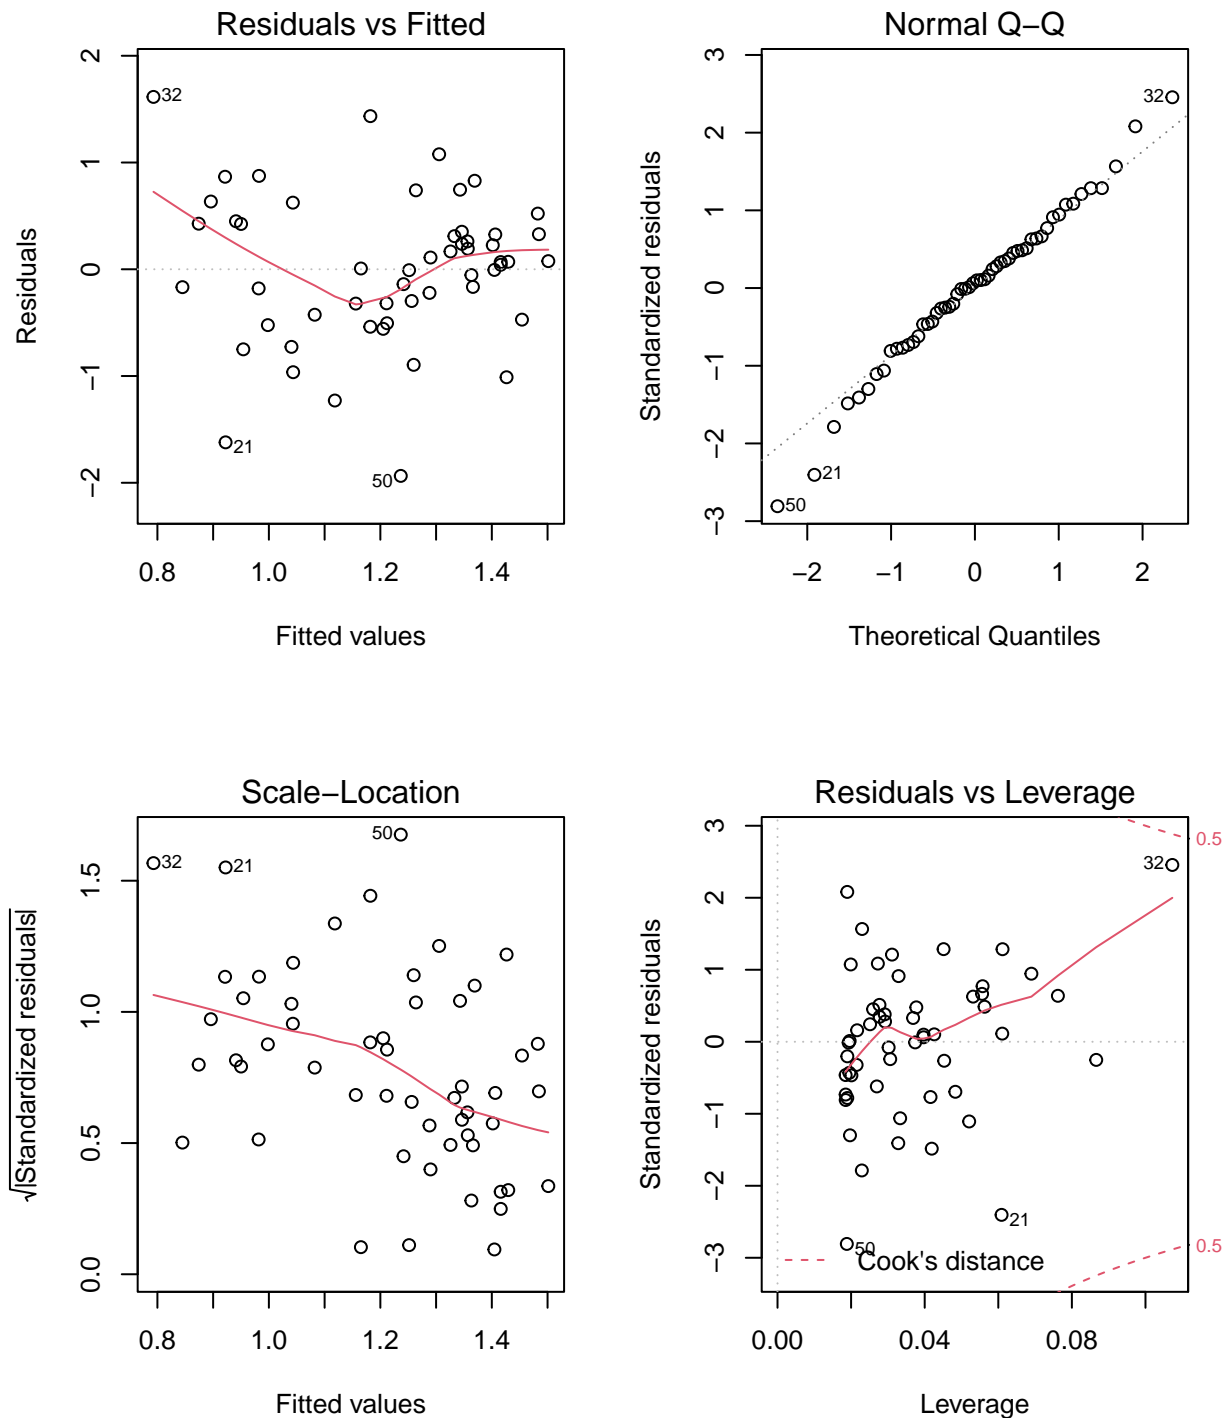 Residuals vs Fitted
2
1
0
−1
−2
Residuals
32
21
50
0.8 1.0 1.2 1.4
Fitted values
Normal Q−Q
3
2
1
0
−1
−2
−3
Standardized residuals
32
21
50
−2 −1 0 1 2
Theoretical Quantiles
Scale−Location
1.5
1.0
0.5
0.0
√|Standardized residuals|
50
32
21
0.8 1.0 1.2 1.4
Fitted values
Residuals vs Leverage
3
2
1
0
−1
−2
−3
Standardized residuals
0.5
32
21
50
0.5
Cook's distance
0.00 0.04 0.08
Leverage